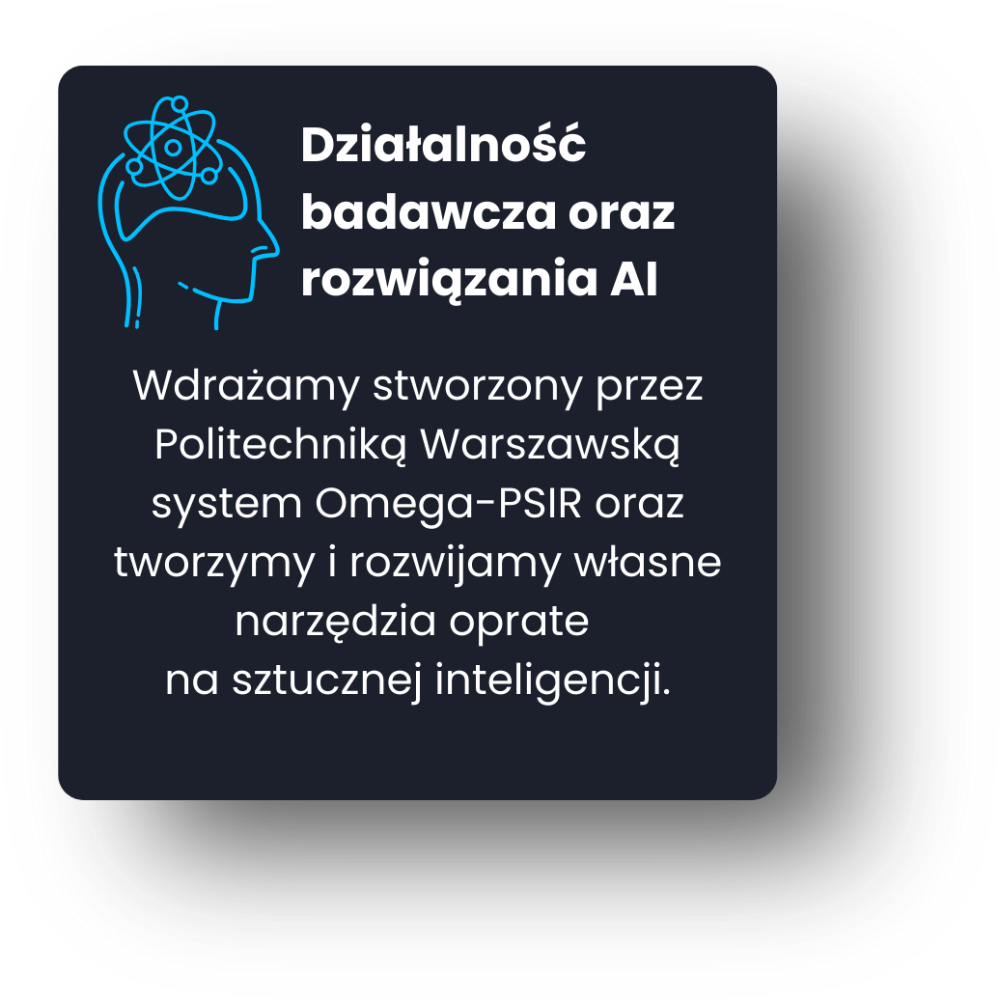 Działalność
badawcza oraz
rozwiązania AI
Wdrażamy stworzony przez
Politechniką Warszawską
system Omega-PSIR oraz
tworzymy i rozwijamy własne
narzędzia oprate
na sztucznej inteligencji.